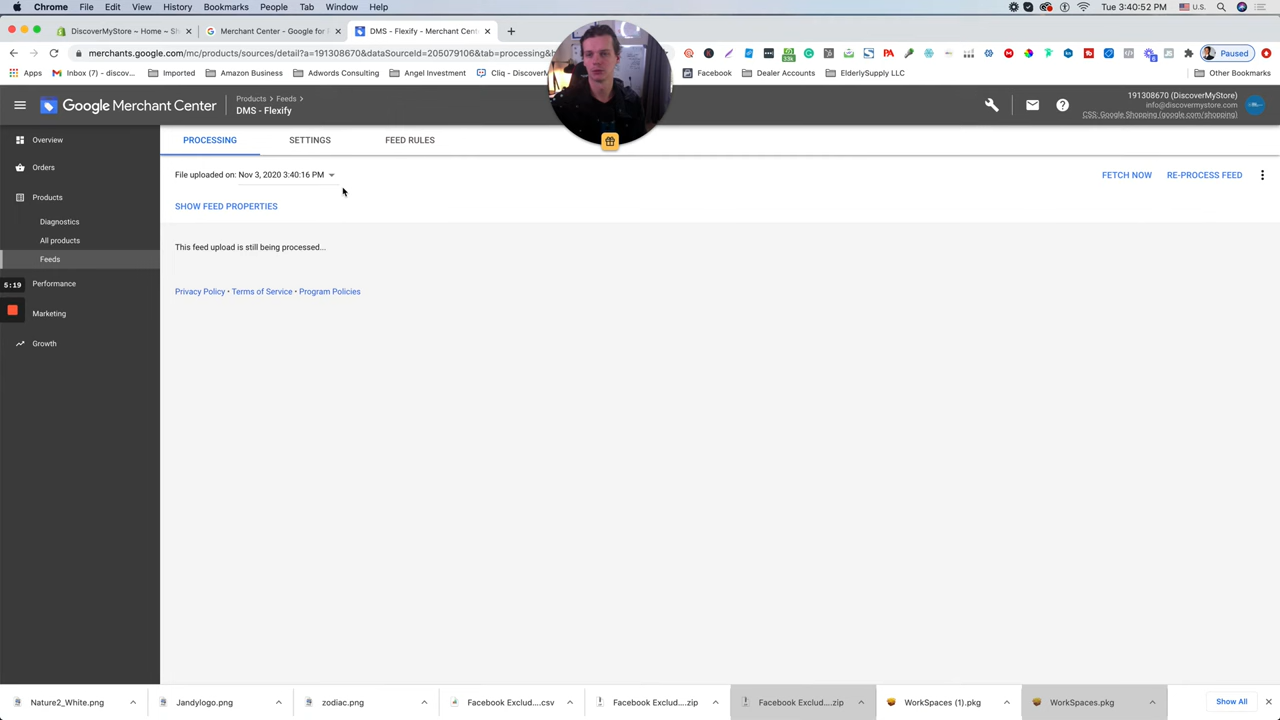 Chrome File Edit View History Bookmarks People Tab Window Help U.S. Tue 3:40:52 PM
DiscoverMyStore ~ Home ~ S
Merchant Center - Google for
DMS - Flexify - Merchant Cent
merchants.google.com/mc/products/sources/detail?a=191308670&dataSourceId=205079106&tab=processing&
Paused
Apps Inbox (7) - discov... Imported Amazon Business Adwords Consulting Angel Investment Cliq - DiscoverM Facebook Dealer Accounts ElderlySupply LLC Other Bookmarks
Google Merchant Center
Products > Feeds >
DMS - Flexify
191308670 (DiscoverMyStore)
info@discovermystore.com
CSS: Google Shopping (google.com/shopping)
Overview
Orders
Products
Diagnostics
All products
Feeds
5:19
Performance
Marketing
Growth
PROCESSING SETTINGS FEED RULES
File uploaded on: Nov 3, 2020 3:40:16 PM
FETCH NOW RE-PROCESS FEED
SHOW FEED PROPERTIES
This feed upload is still being processed...
Privacy Policy • Terms of Service • Program Policies
Nature2_White.png Jandylogo.png zodiac.png Facebook Exclud....csv Facebook Exclud....zip Facebook Exclud....zip WorkSpaces (1).pkg WorkSpaces.pkg Show All